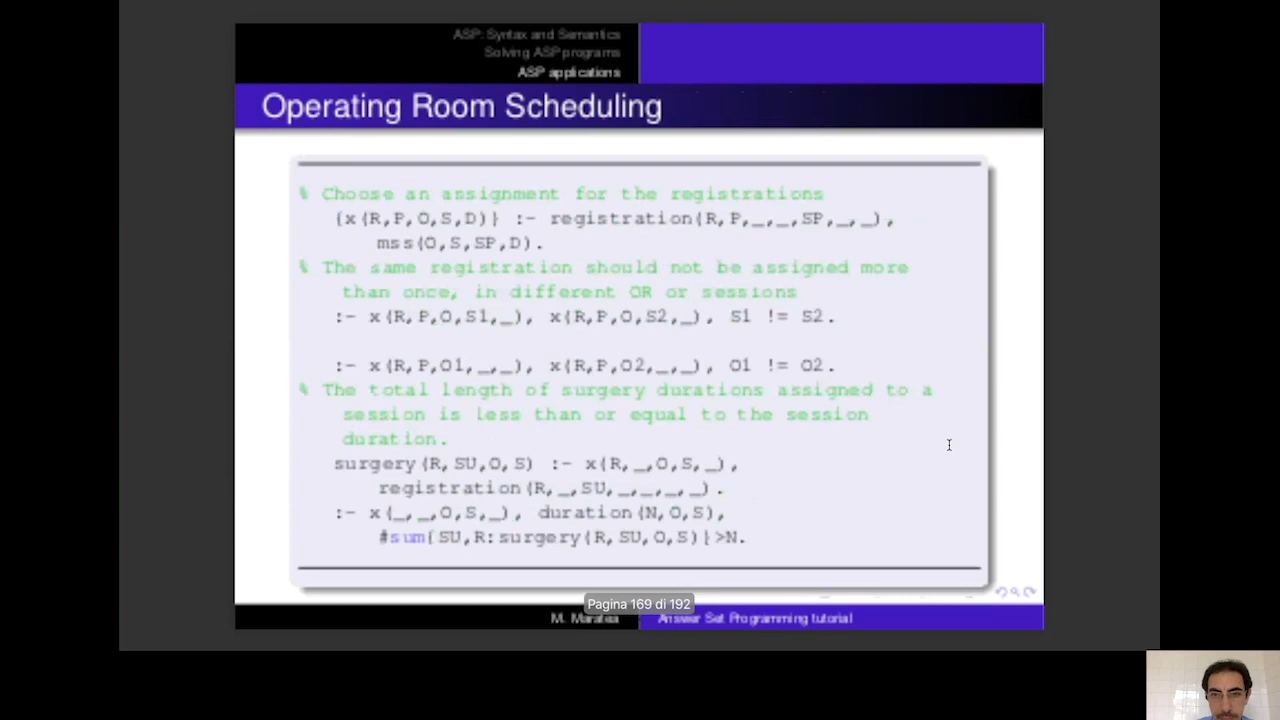 ASP: Syntax and Semantics
Solving ASP programs
ASP applications
Operating Room Scheduling
% Choose an assignment for the registrations
{x(R,P,O,S,D)} :- registration(R,P,_,_,SP,_,_),
mss(O,S,SP,D).
% The same registration should not be assigned more
than once, in different OR or sessions
:- x(R,P,O,S1,_), x(R,P,O,S2,_), S1 != S2.
:- x(R,P,O1,_,_), x(R,P,O2,_,_), O1 != O2.
% The total length of surgery durations assigned to a
session is less than or equal to the session
duration.
surgery(R,SU,O,S) :- x(R,_,O,S,_),
registration(R,_,SU,_,_,_,_).
:- x(_,_,O,S,_), duration(N,O,S),
#sum{SU,R:surgery(R,SU,O,S)}>N.
Pagina 169 di 192
M. Maratea
Answer Set Programming tutorial